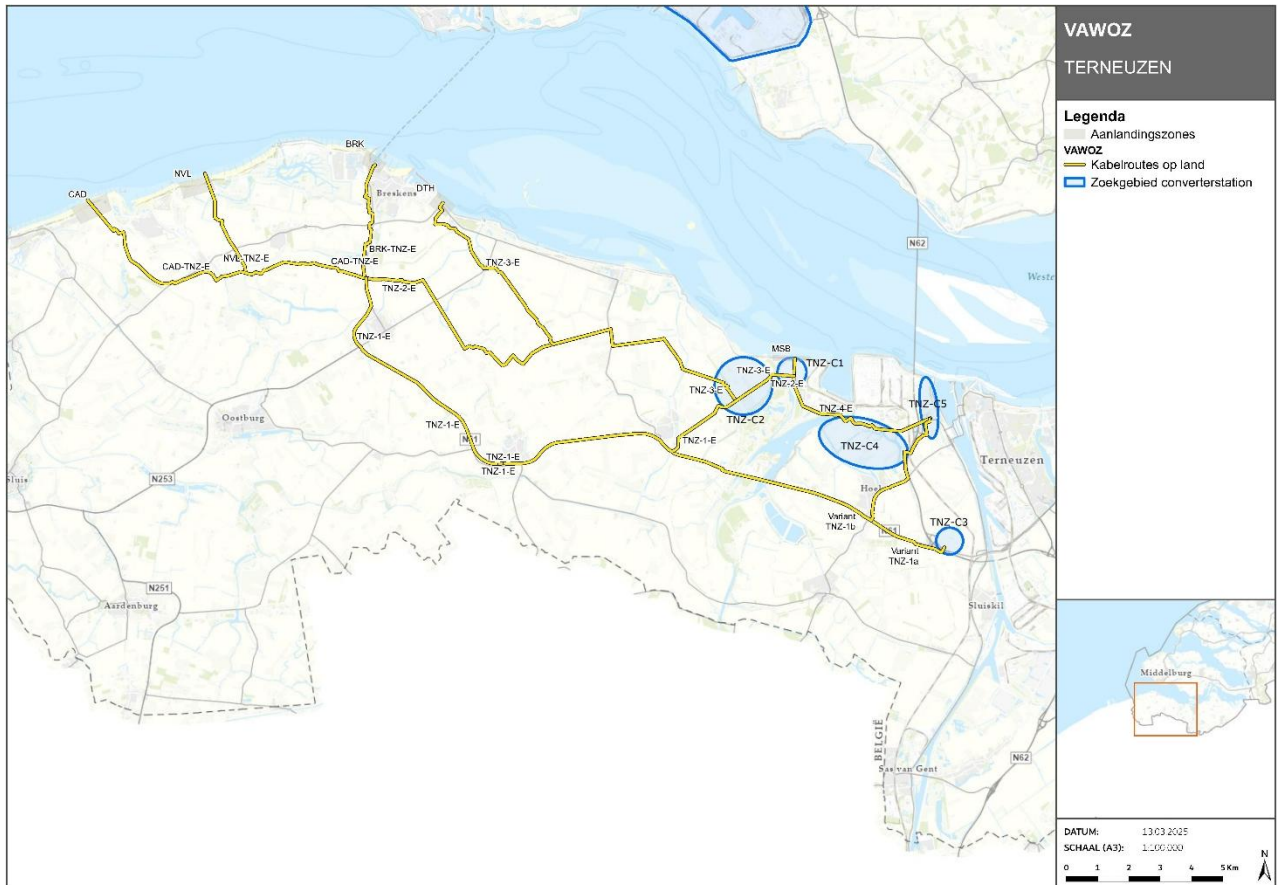 VAWOZ
TERNEUZEN
Legenda
Aanlandingszones
VAWOZ
Kabelroutes op land
Zoekgebied converterstation
BRK
NVL
CAD
Breskens
DTH
N62
BRK-TNZ-E
NVL-TNZ-E
CAD-TNZ-E
CAD-TNZ-E
TNZ-3-E
TNZ-2-E
TNZ-1-E
MSB
TNZ-C1
TNZ-3-E
TNZ-2-E
TNZ-3-E
TNZ-C2
TNZ-4-E
TNZ-C5
TNZ-C4
Terneuzen
Oostburg
TNZ-1-E
N61
TNZ-1-E
TNZ-1-E
TNZ-1-E
Sluis
N253
Hoek
Variant
TNZ-1b
N61
TNZ-C3
Variant
TNZ-1a
N251
Aardenburg
Sluiskil
BELGIË
Sas van Gent
N62
Middelburg
DATUM: 13.03.2025
SCHAAL (A3): 1:100.000
0 1 2 3 4 5 Km
N